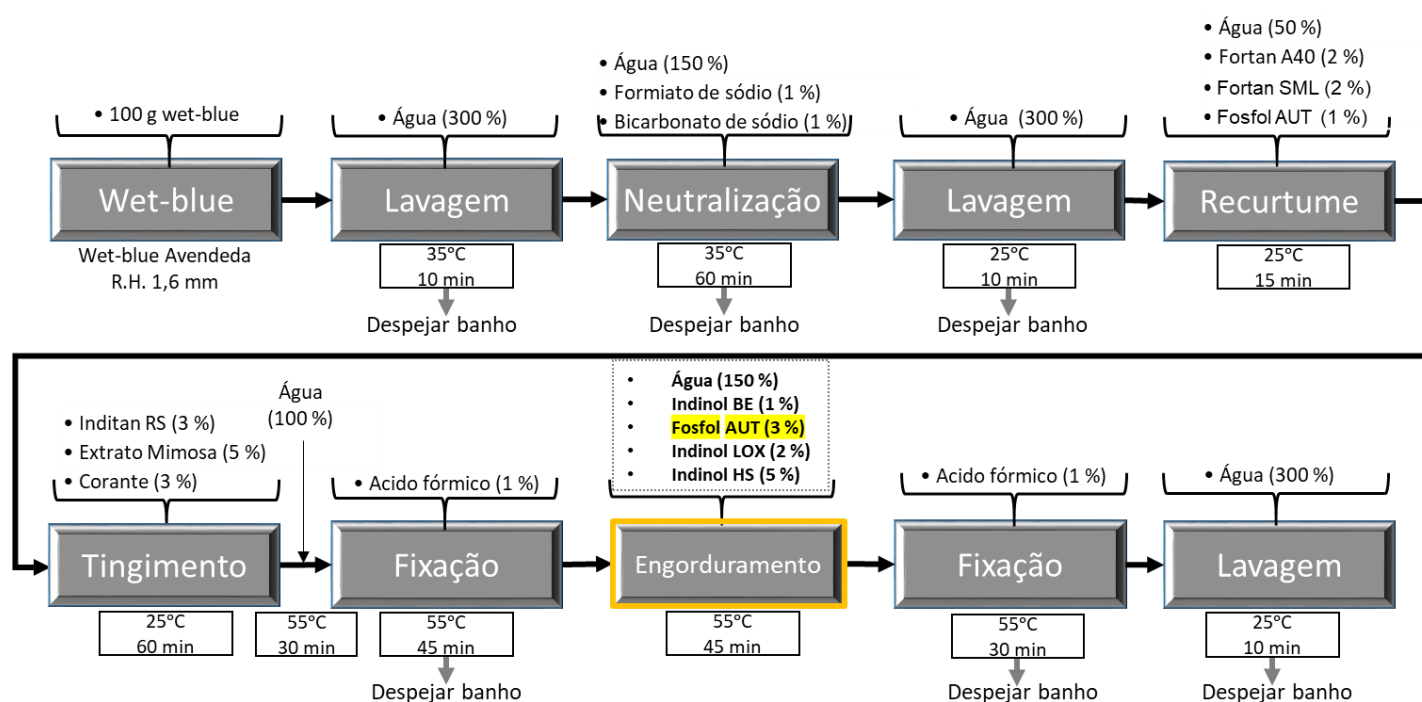 • 100 g wet-blue
Wet-blue
Wet-blue Avendeda
R.H. 1,6 mm
• Água (300 %)
Lavagem
35°C
10 min
Despejar banho
• Água (150 %)
• Formiato de sódio (1 %)
• Bicarbonato de sódio (1 %)
Neutralização
35°C
60 min
Despejar banho
• Água (300 %)
Lavagem
25°C
10 min
Despejar banho
• Água (50 %)
• Fortan A40 (2 %)
• Fortan SML (2 %)
• Fosfol AUT (1 %)
Recurtume
25°C
15 min
• Inditan RS (3 %)
• Extrato Mimosa (5 %)
• Corante (3 %)
Tingimento
25°C
60 min
Água
(100 %)
55°C
30 min
• Acido fórmico (1 %)
Fixação
55°C
45 min
Despejar banho
• Água (150 %)
• Indinol BE (1 %)
• Fosfol AUT (3 %)
• Indinol LOX (2 %)
• Indinol HS (5 %)
Engorduramento
55°C
45 min
• Acido fórmico (1 %)
Fixação
55°C
30 min
Despejar banho
• Água (300 %)
Lavagem
25°C
10 min
Despejar banho